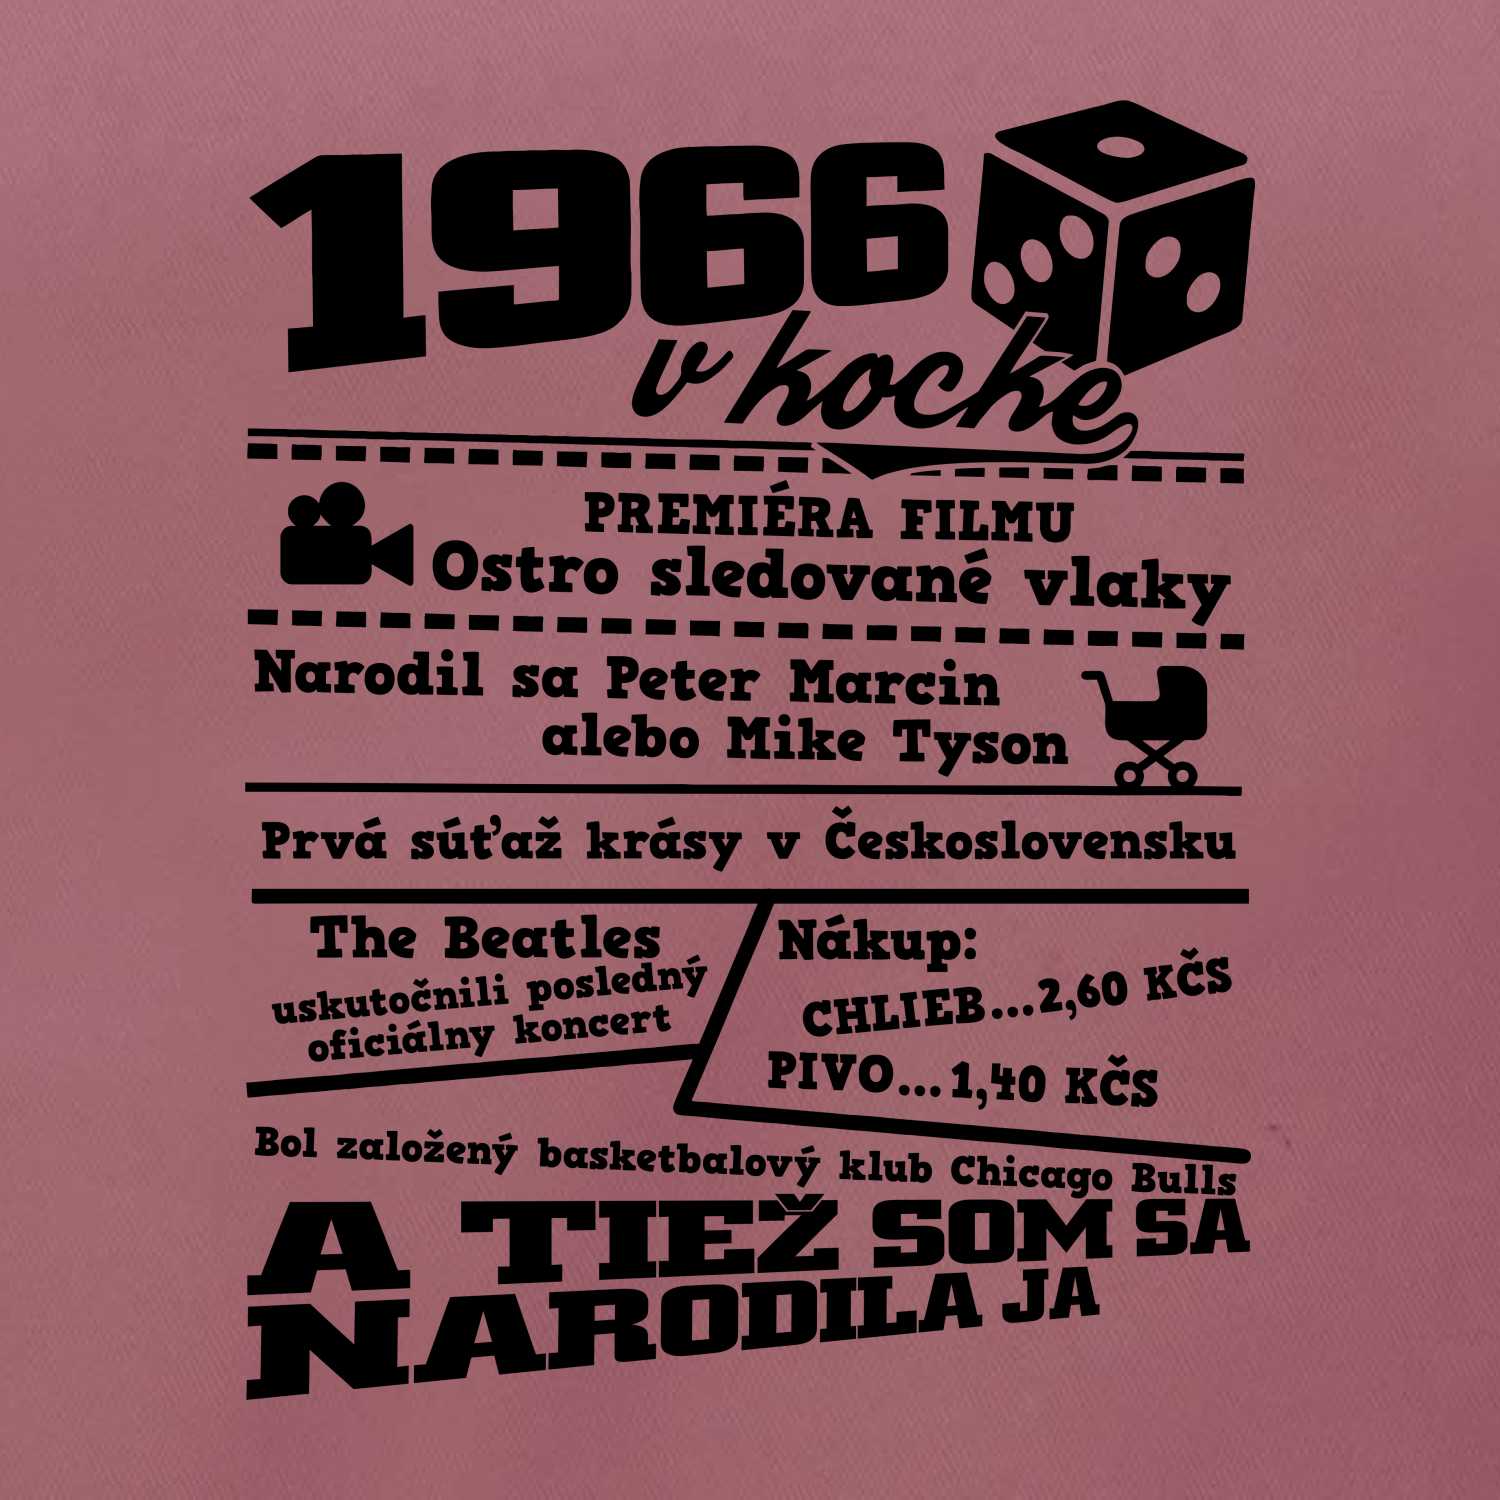 1966
v kocke
PREMIÉRA FILMU
Ostro sledované vlaky
Narodil sa Peter Marcin
alebo Mike Tyson
Prvá súťaž krásy v Československu
The Beatles
uskutočnili posledný
oficiálny koncert
Nákup:
CHLIEB...2,60 KČS
PIVO...1,40 KČS
Bol založený basketbalový klub Chicago Bulls
A TIEŽ SOM SA
NARODILA JA